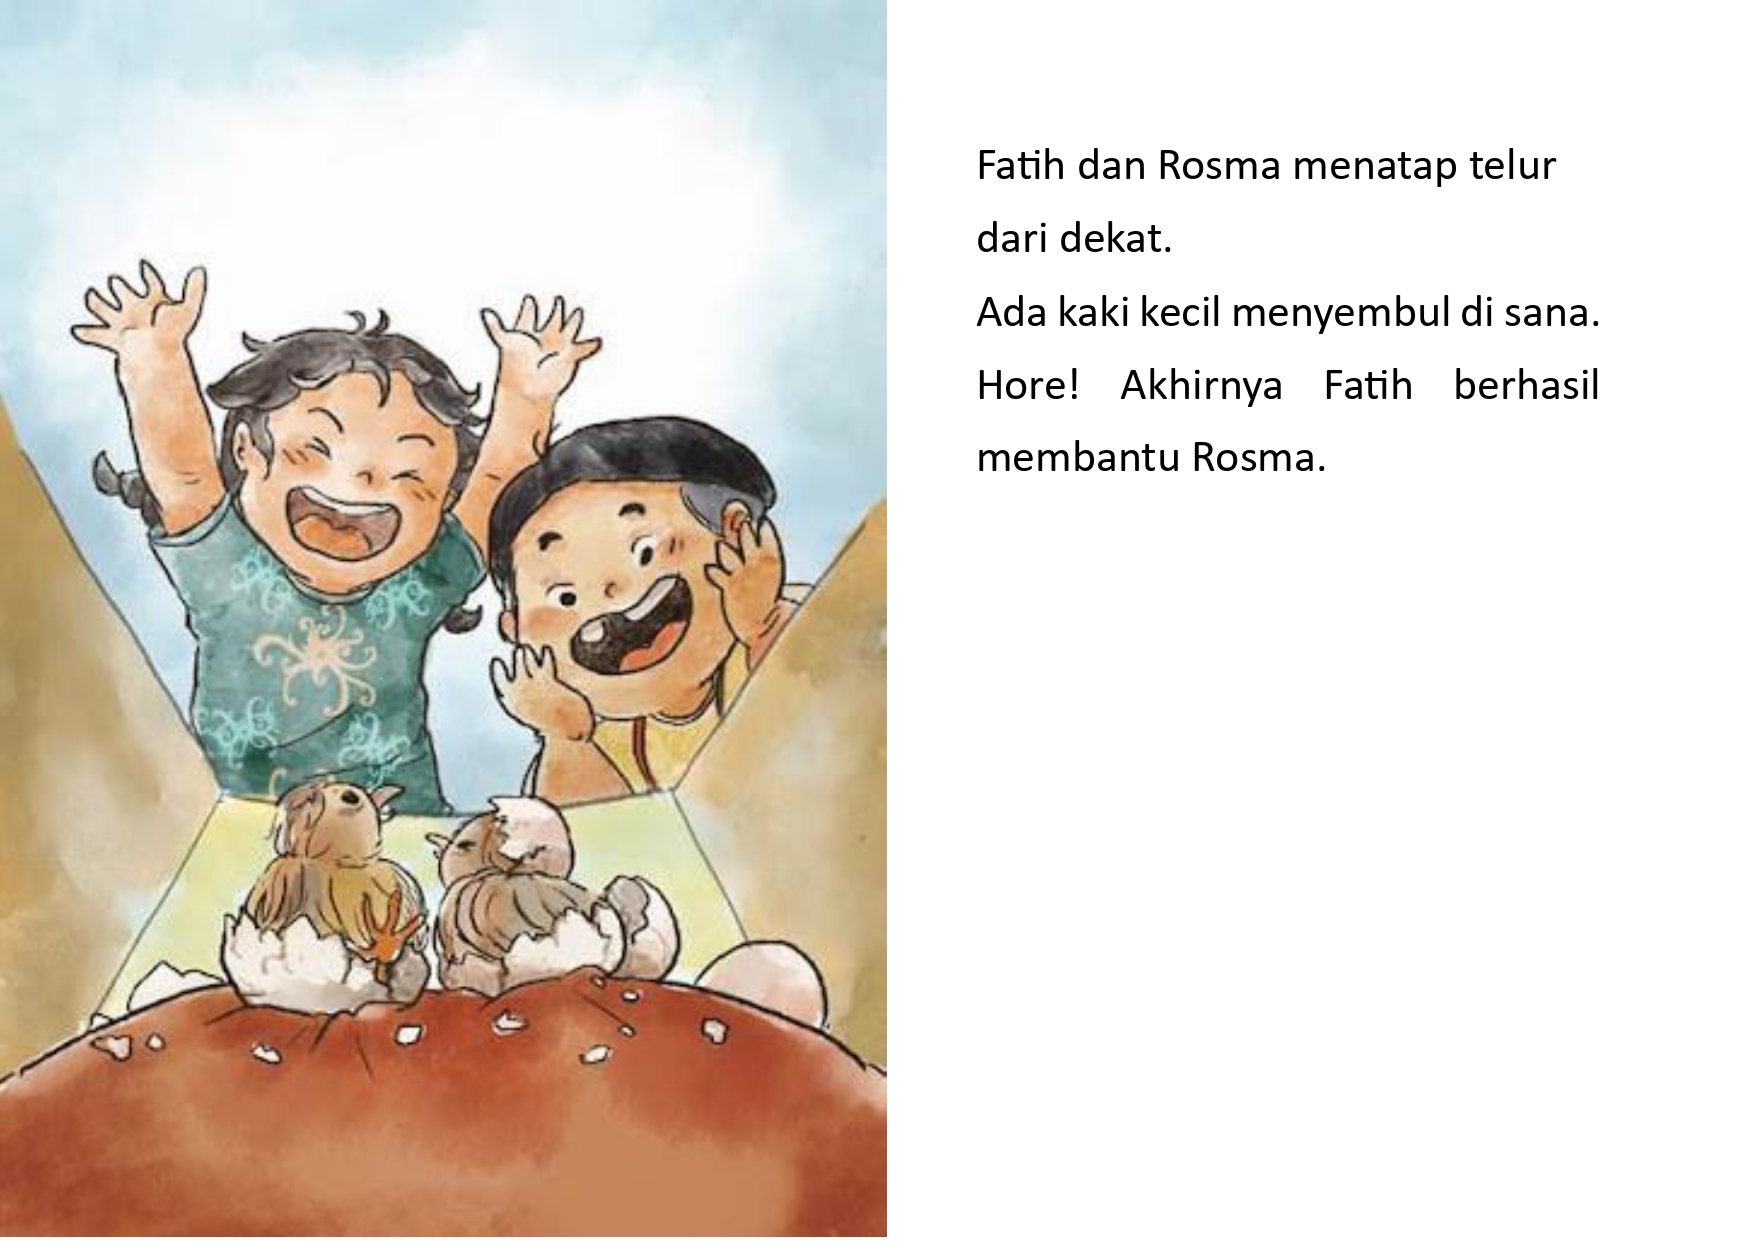 Fatih dan Rosma menatap telur
dari dekat.
Ada kaki kecil menyembul di sana.
Hore! Akhirnya Fatih berhasil
membantu Rosma.